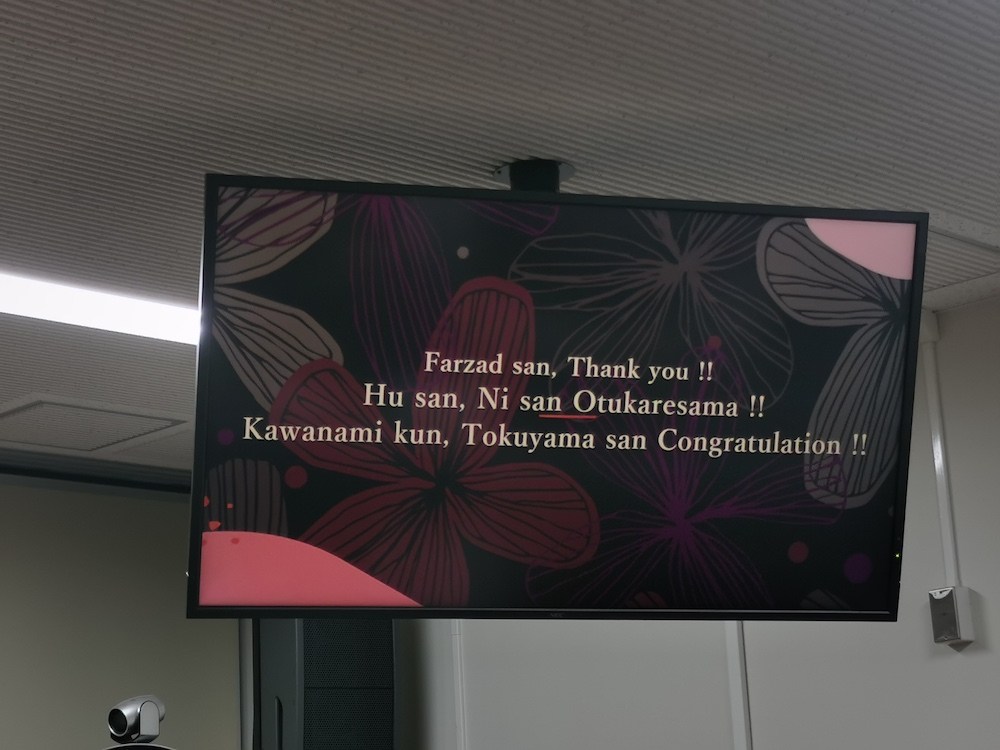 Farzad san, Thank you !!
Hu san, Ni san Otukaresama !!
Kawanami kun, Tokuyama san Congratulation !!